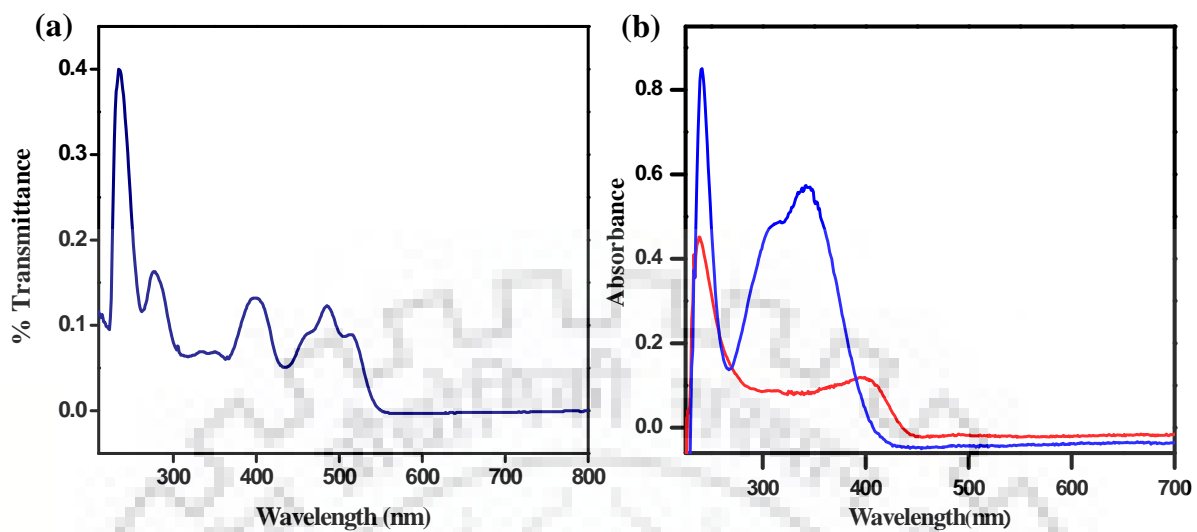 (a)
0.4
0.3
0.2
0.1
0.0
% Transmittance
300 400 500 600 700 800
Wavelength (nm)
(b)
0.8
0.6
0.4
0.2
0.0
Absorbance
300 400 500 600 700
Wavelength(nm)